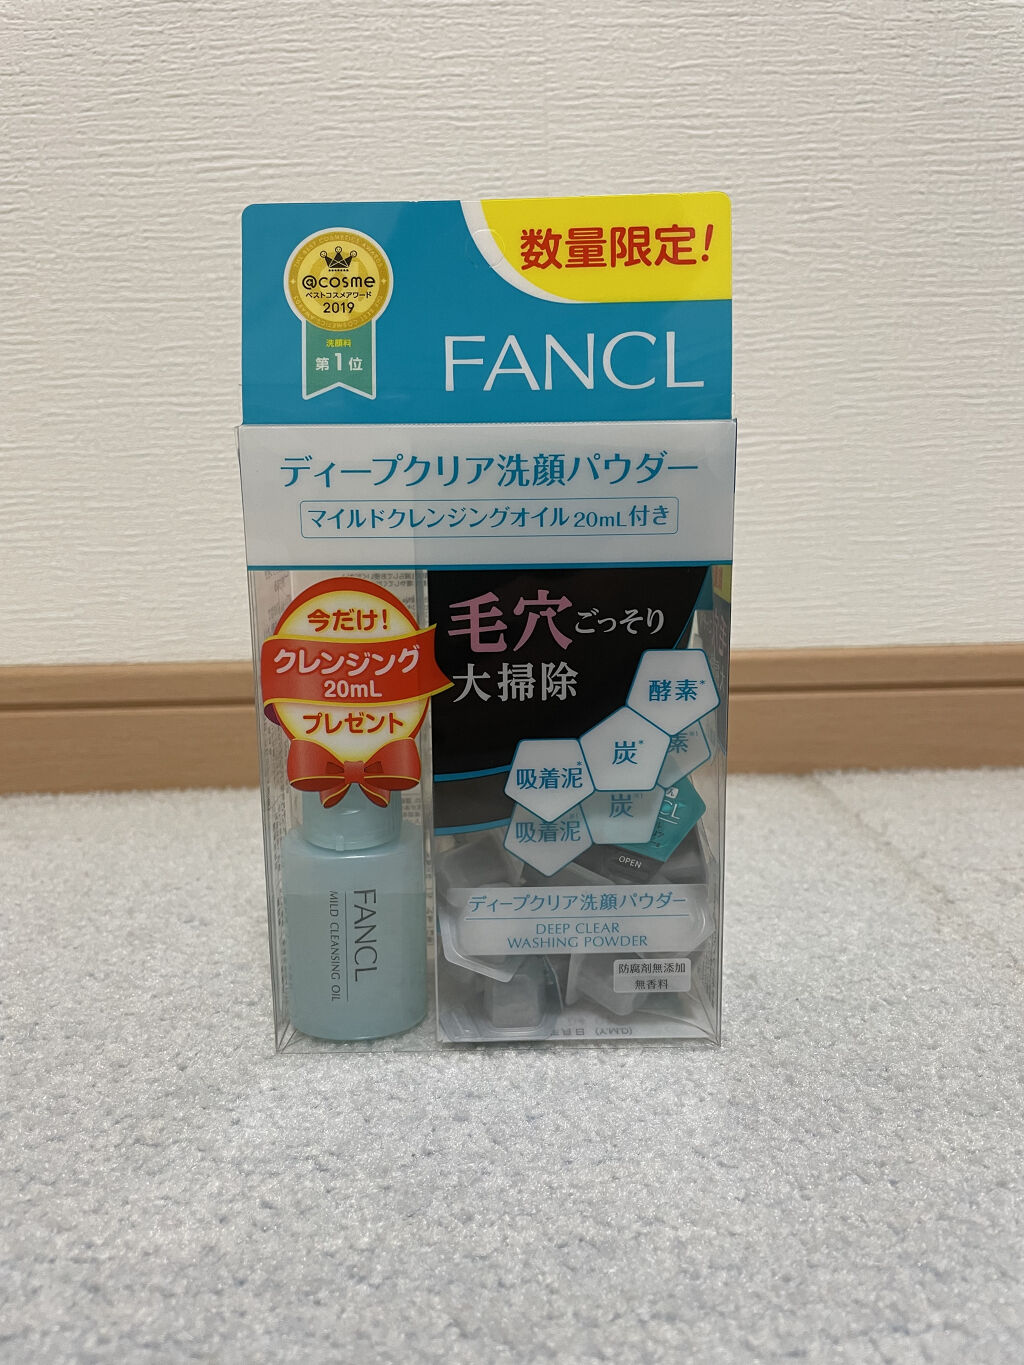 数量限定!
@cosme
ベストコスメアワード
2019
洗顔料
第1位
FANCL
ディープクリア洗顔パウダー
マイルドクレンジングオイル20mL付き
今だけ!
クレンジング
20mL
プレゼント
毛穴ごっそり
大掃除
酵素*
炭*
吸着泥*
素
炭
吸着泥
OPEN
FANCL
MILD CLEANSING OIL
ディープクリア洗顔パウダー
DEEP CLEAR
WASHING POWDER
防腐剤無添加
無香料